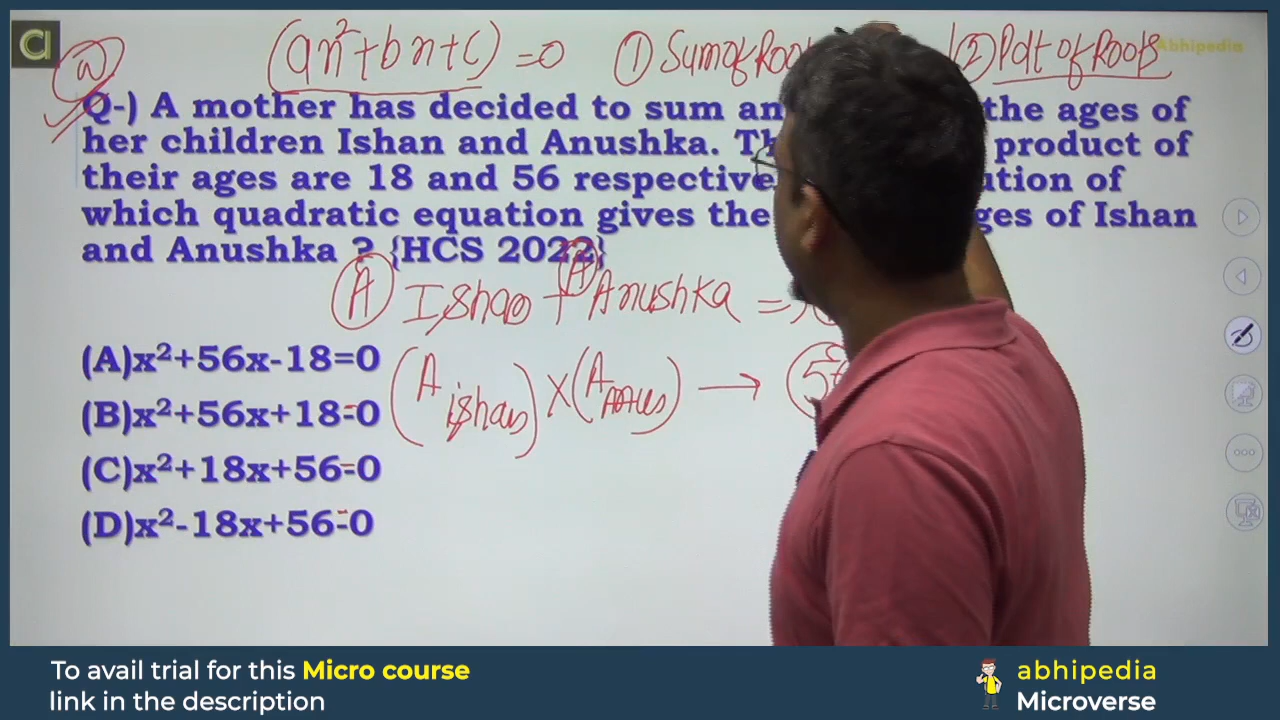 (ax²+bx+c)=0 ① Sum of Roo ② Pdt of Roots
Abhipedia
Q-) A mother has decided to sum an the ages of
her children Ishan and Anushka. Th product of
their ages are 18 and 56 respective ution of
which quadratic equation gives the ges of Ishan
and Anushka ? {HCS 2022}
A Ishan + A Anushka =
(A)x²+56x-18=0
(A ishan) × (A Anus) → 56
(B)x²+56x+18=0
(C)x²+18x+56=0
(D)x²-18x+56=0
To avail trial for this Micro course
link in the description
abhipedia
Microverse